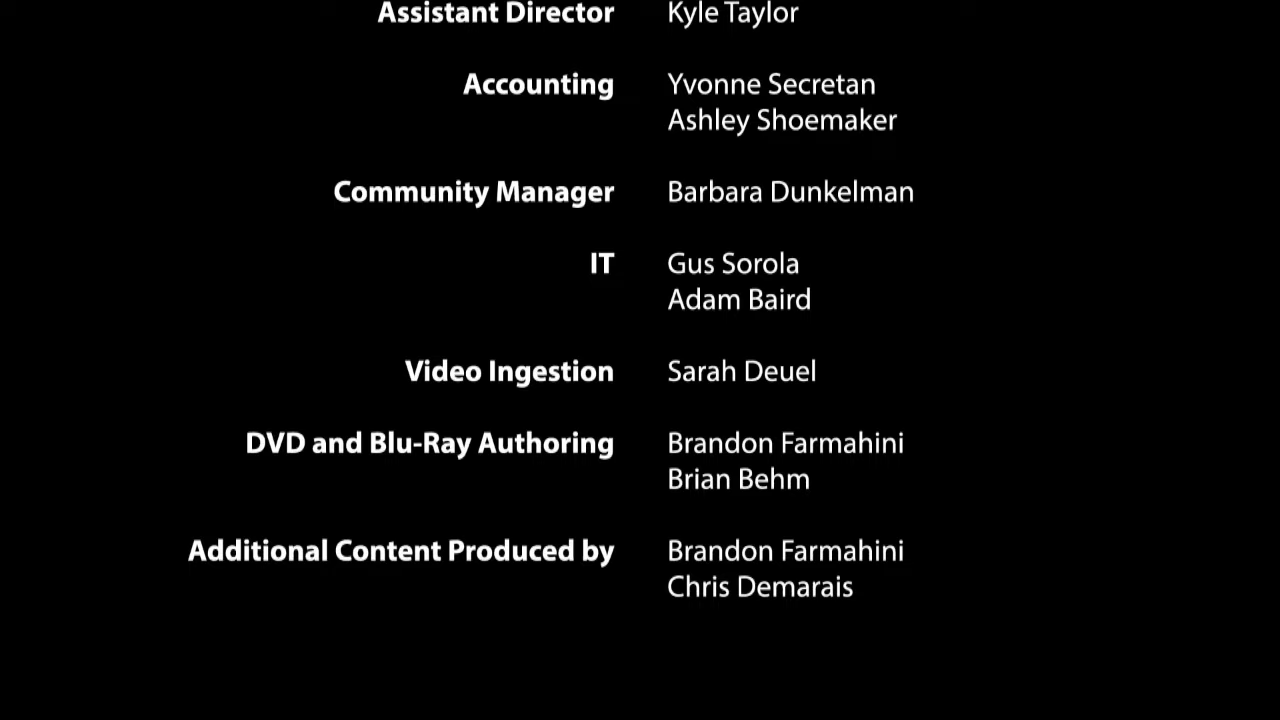 Assistant Director Kyle Taylor
Accounting Yvonne Secretan
Ashley Shoemaker
Community Manager Barbara Dunkelman
IT Gus Sorola
Adam Baird
Video Ingestion Sarah Deuel
DVD and Blu-Ray Authoring Brandon Farmahini
Brian Behm
Additional Content Produced by Brandon Farmahini
Chris Demarais